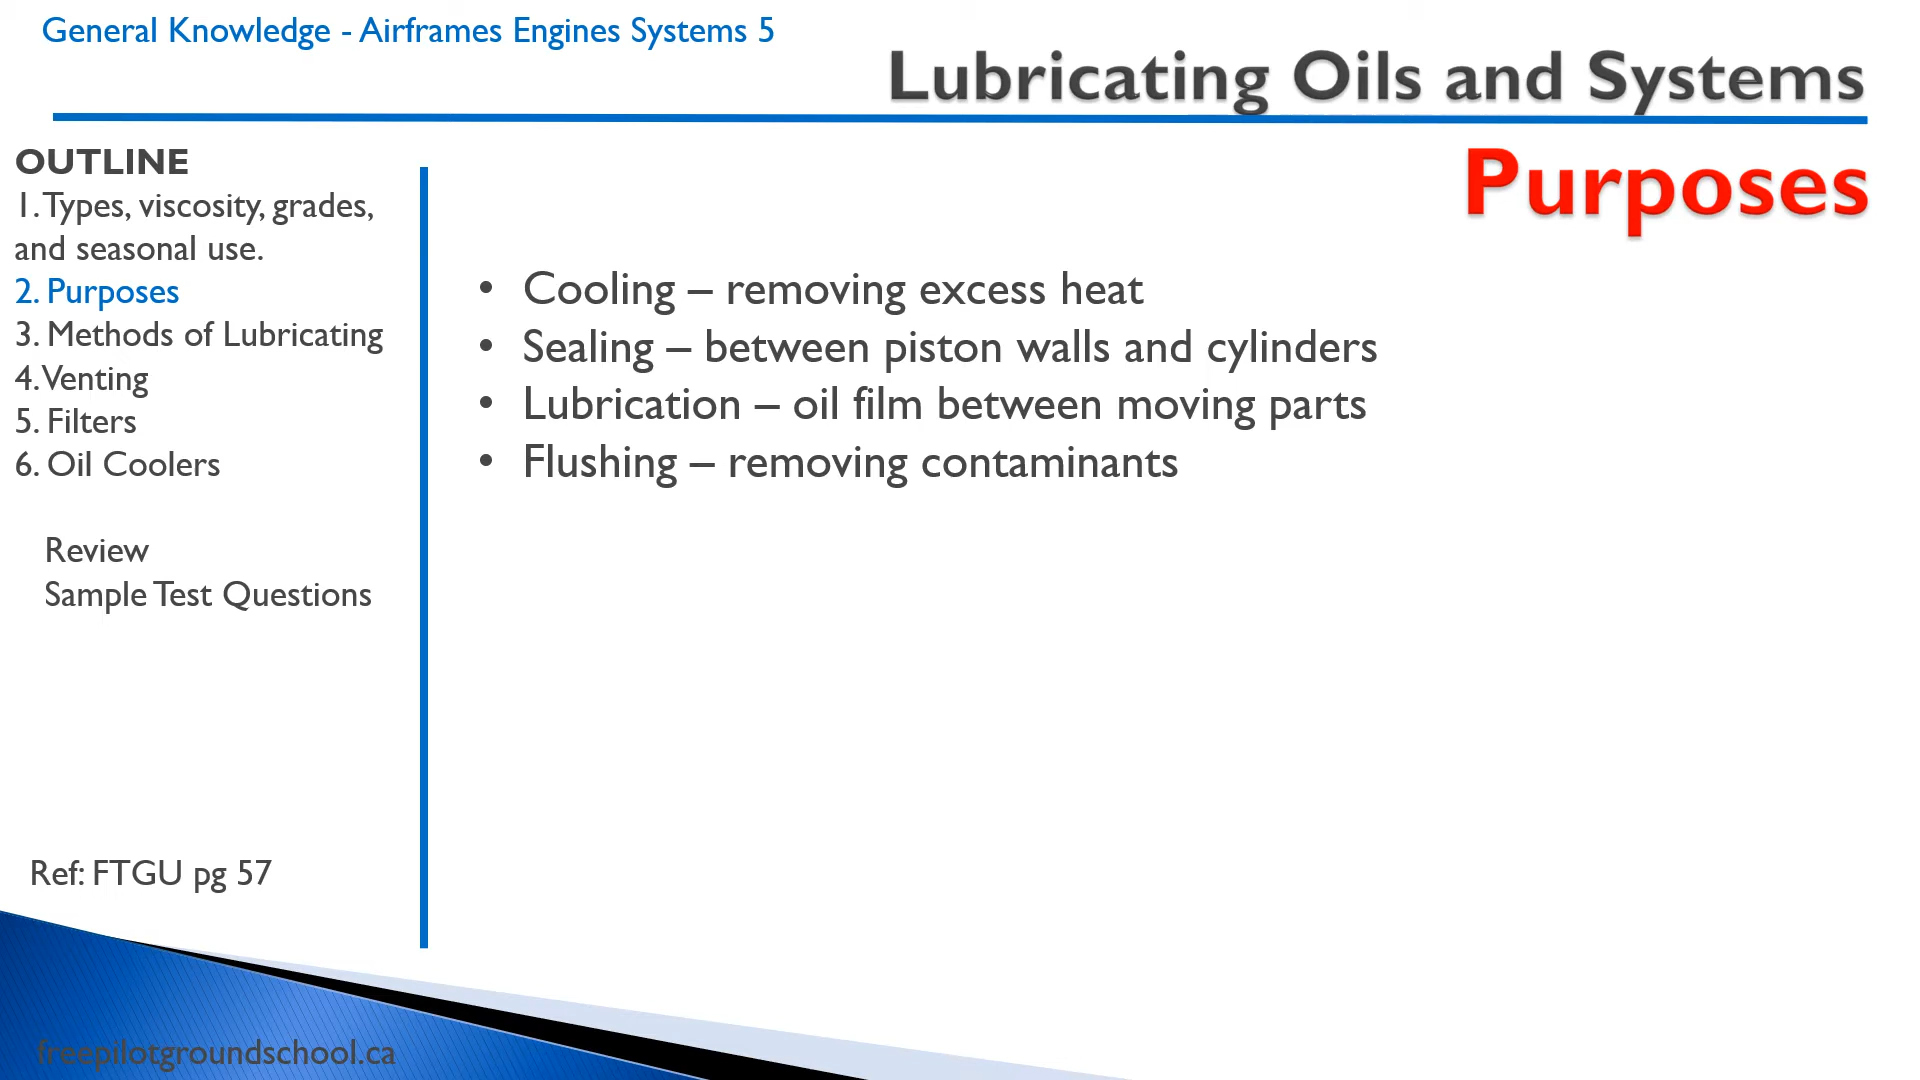 General Knowledge - Airframes Engines Systems 5
Lubricating Oils and Systems
Purposes
OUTLINE
1. Types, viscosity, grades,
and seasonal use.
2. Purposes
3. Methods of Lubricating
4. Venting
5. Filters
6. Oil Coolers
Review
Sample Test Questions
Ref: FTGU pg 57
• Cooling – removing excess heat
• Sealing – between piston walls and cylinders
• Lubrication – oil film between moving parts
• Flushing – removing contaminants
freepilotgroundschool.ca